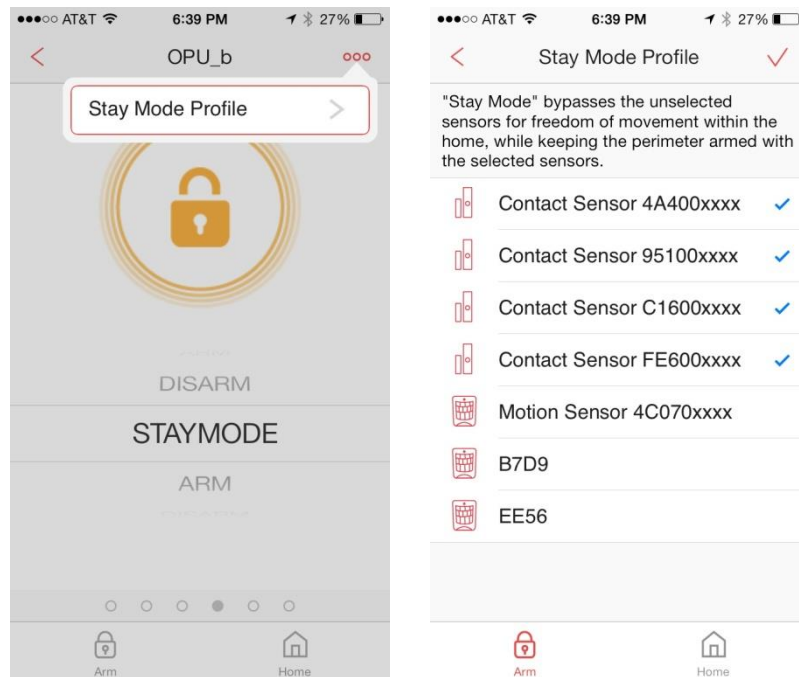 AT&T 6:39 PM 27%
OPU_b
Stay Mode Profile
DISARM
STAYMODE
ARM
Arm Home
AT&T 6:39 PM 27%
Stay Mode Profile
"Stay Mode" bypasses the unselected
sensors for freedom of movement within the
home, while keeping the perimeter armed with
the selected sensors.
Contact Sensor 4A400xxxx
Contact Sensor 95100xxxx
Contact Sensor C1600xxxx
Contact Sensor FE600xxxx
Motion Sensor 4C070xxxx
B7D9
EE56
Arm Home